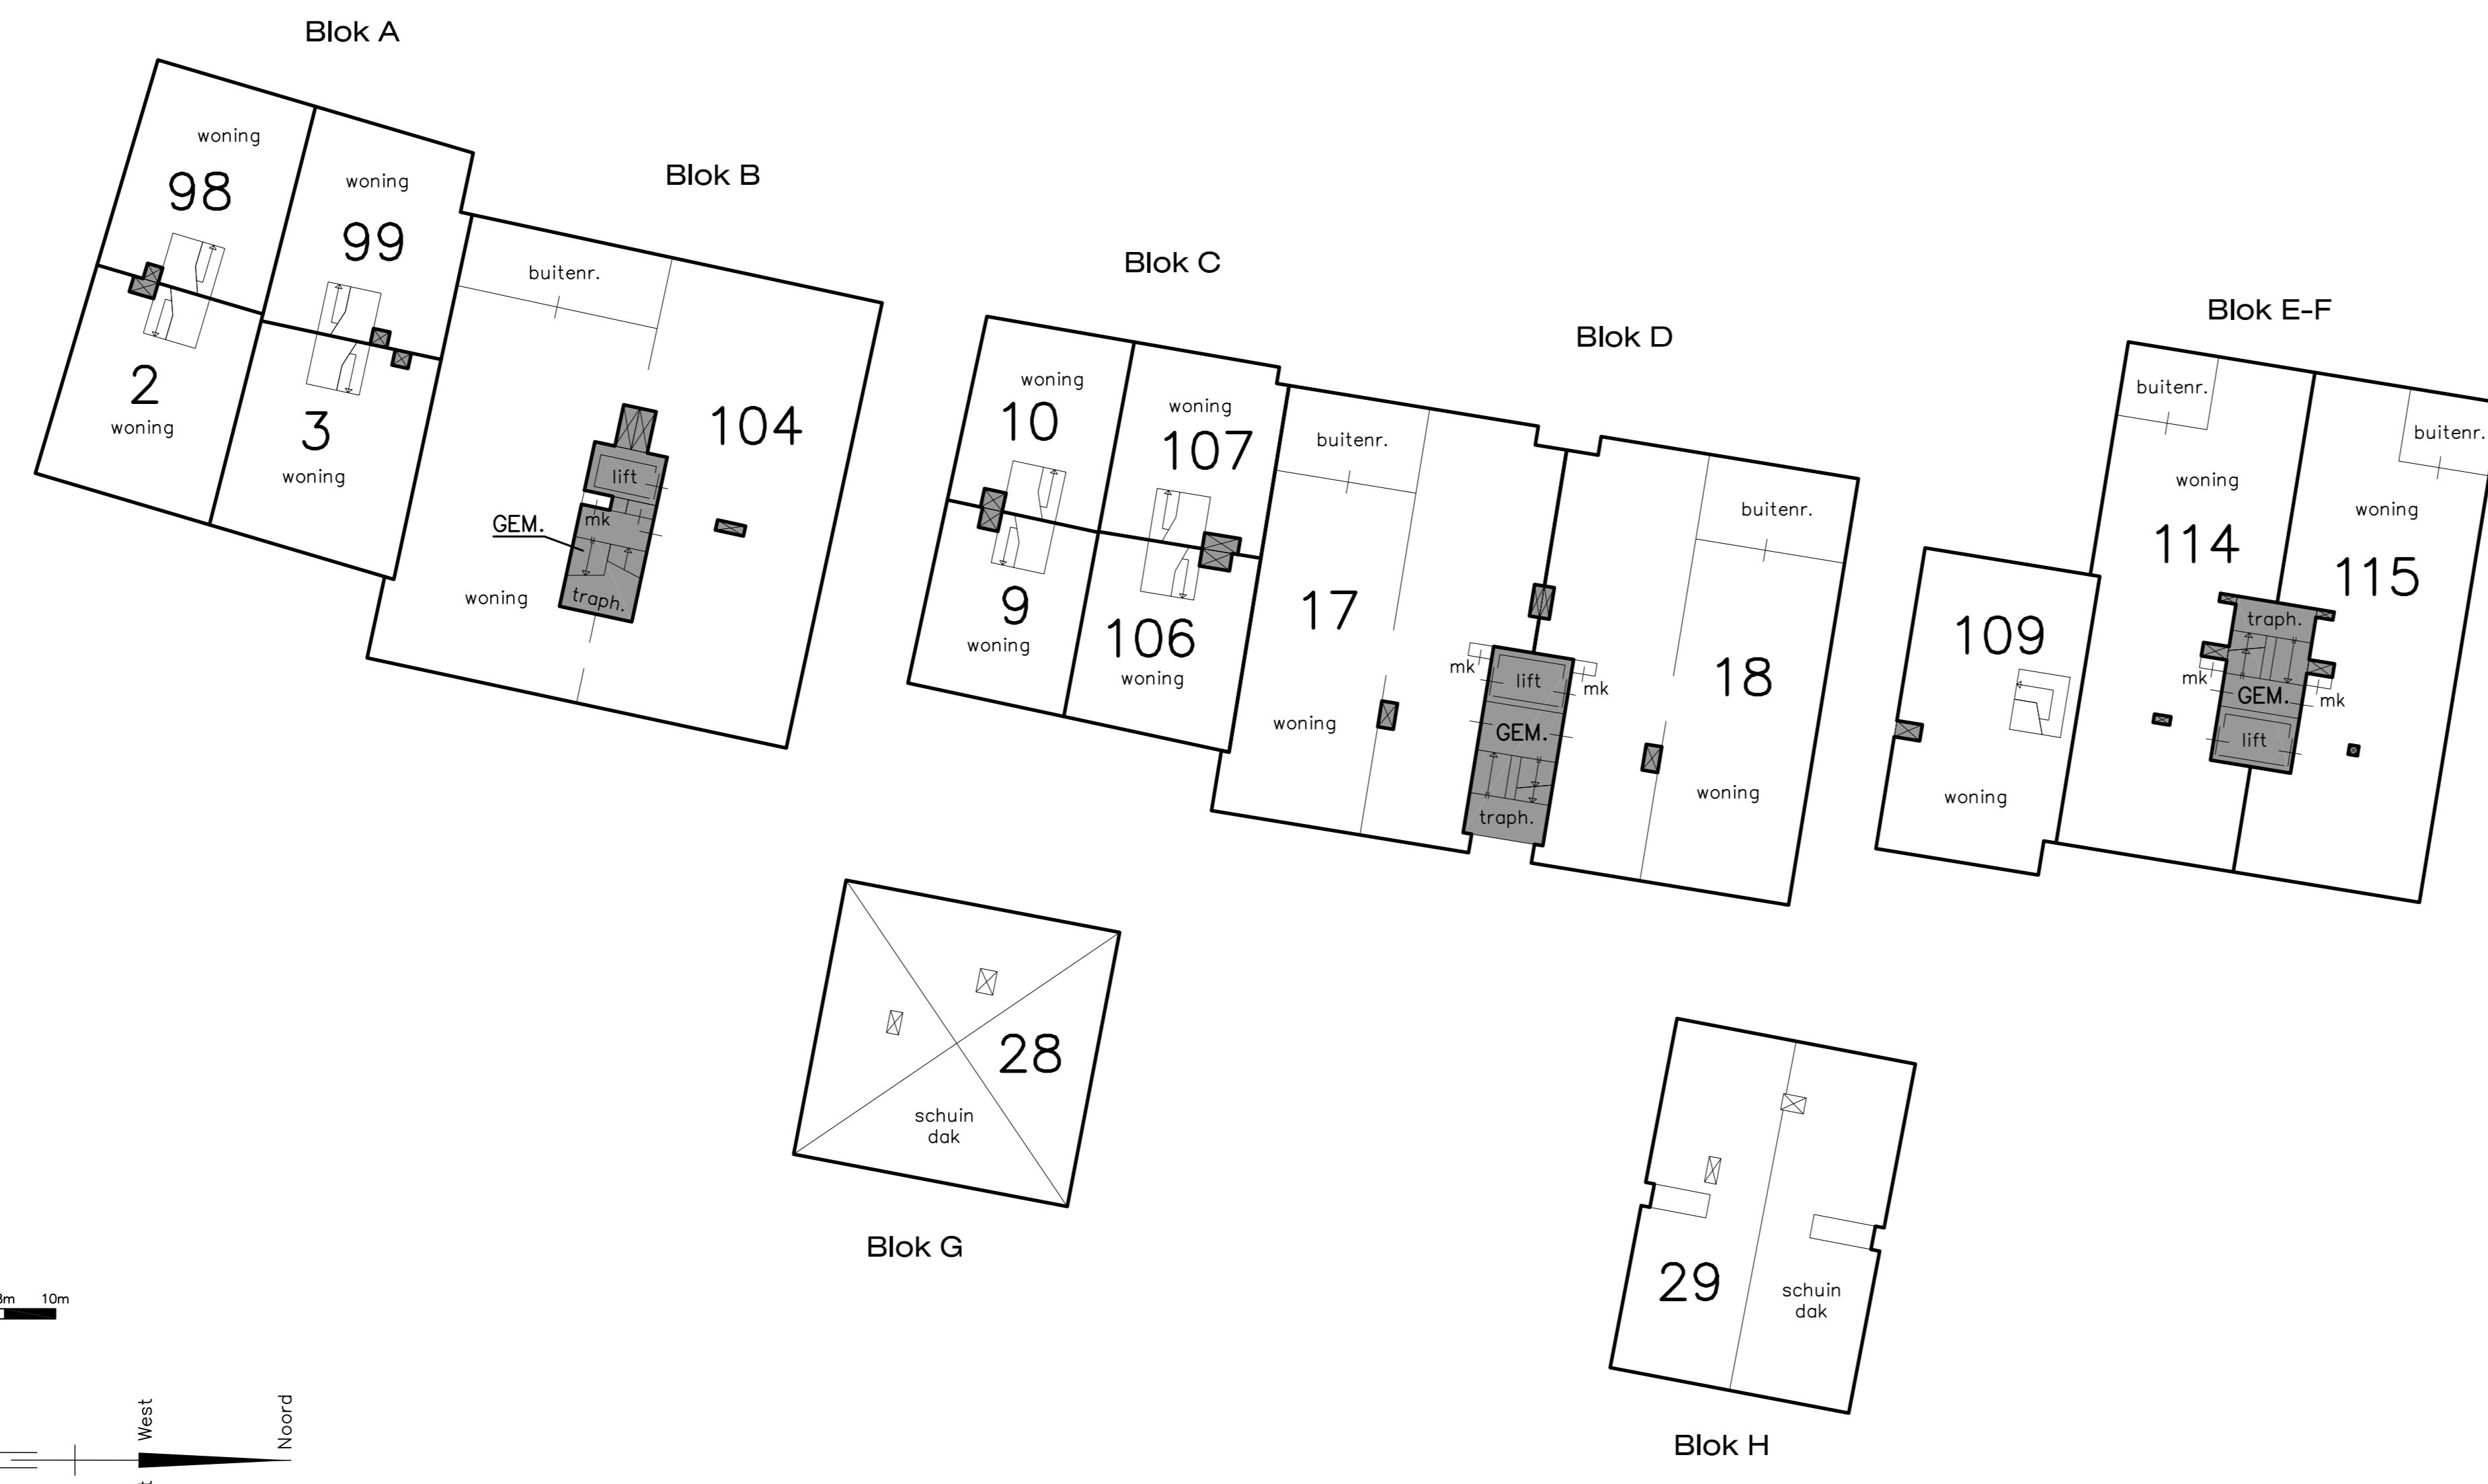 Blok A
woning
98
woning
99
2
woning
3
woning
Blok B
buitenr.
104
lift
mk
GEM.
traph.
woning
Blok C
woning
10
woning
107
9
woning
106
woning
Blok D
buitenr.
17
woning
mk
lift
mk
GEM.
traph.
buitenr.
18
woning
Blok E-F
buitenr.
woning
114
buitenr.
woning
115
109
woning
traph.
mk
GEM.
mk
lift
28
schuin
dak
Blok G
29
schuin
dak
Blok H
10m
West
Noord